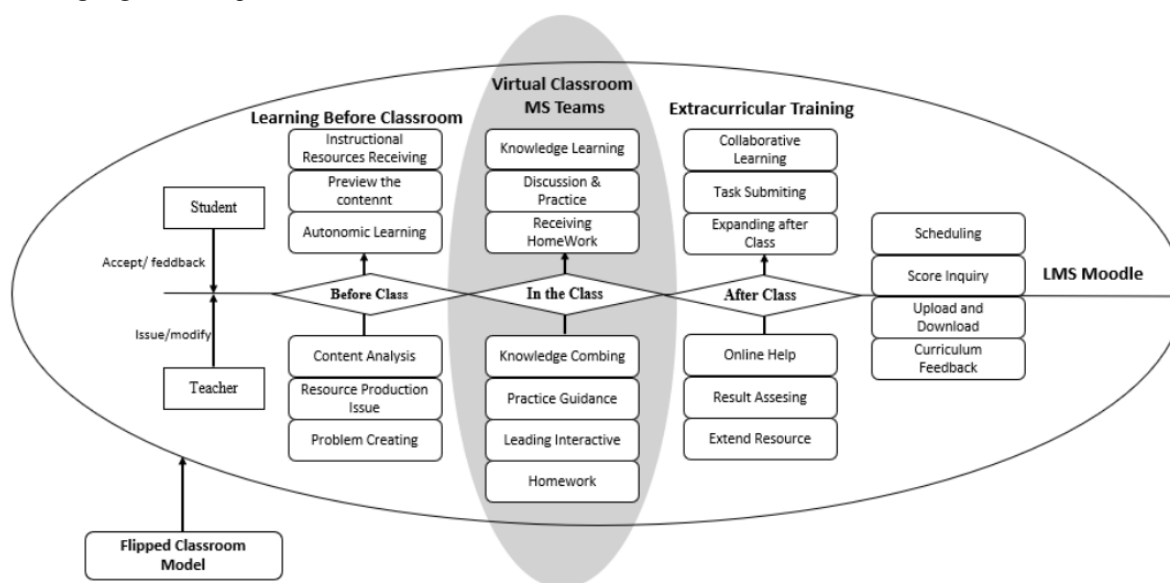 Virtual Classroom
MS Teams
Learning Before Classroom
Extracurricular Training
Instructional
Resources Receiving
Preview the
contennt
Autonomic Learning
Knowledge Learning
Discussion &
Practice
Receiving
HomeWork
Collaborative
Learning
Task Submiting
Expanding after
Class
Student
Accept/ feddback
Issue/modify
Teacher
Before Class
In the Class
After Class
Scheduling
Score Inquiry
Upload and
Download
Curriculum
Feedback
LMS Moodle
Content Analysis
Resource Production
Issue
Problem Creating
Knowledge Combing
Practice Guidance
Leading Interactive
Homework
Online Help
Result Assesing
Extend Resource
Flipped Classroom
Model